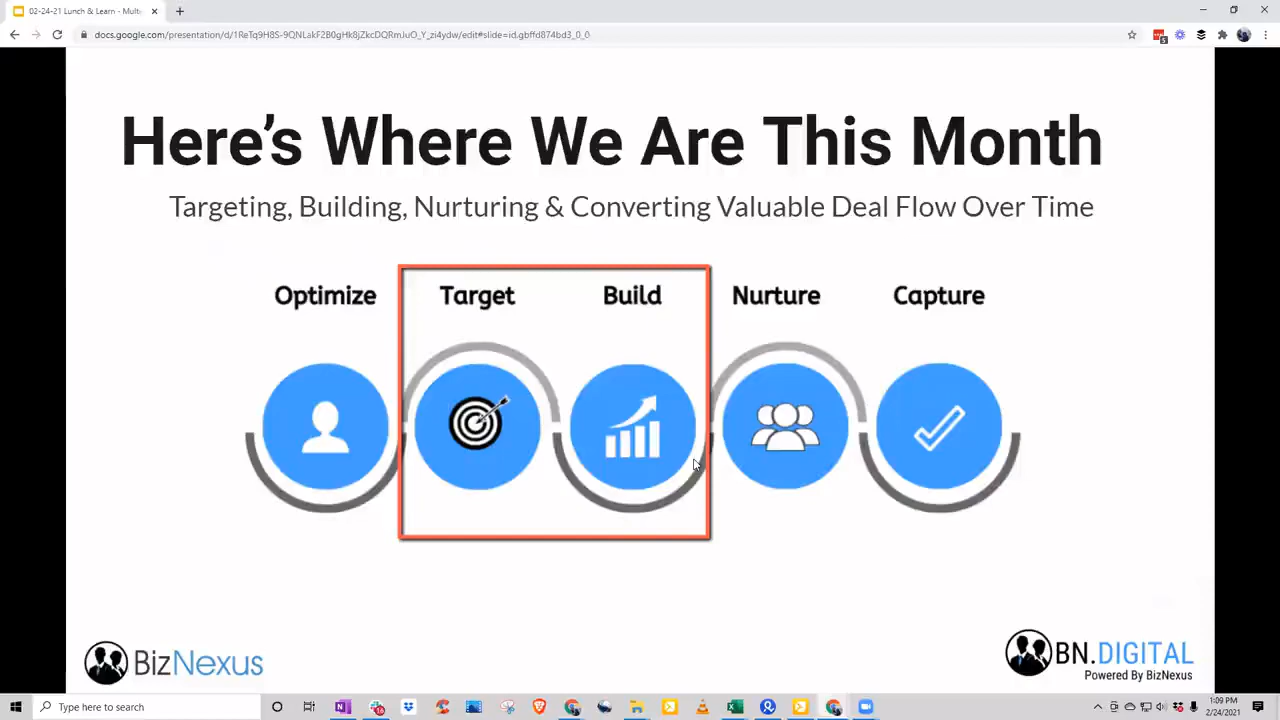 02-24-21 Lunch & Learn - Multi-
docs.google.com/presentation/d/1ReTq9H8S-9QNLakF2B0gHk8jZkcDQRmJuO_Y_zi4ydw/edit#slide=id.gbffd874bd3_0_0
5
Here's Where We Are This Month
Targeting, Building, Nurturing & Converting Valuable Deal Flow Over Time
Optimize Target Build Nurture Capture
BizNexus
BN.DIGITAL
Powered By BizNexus
Type here to search
1:09 PM
2/24/2021